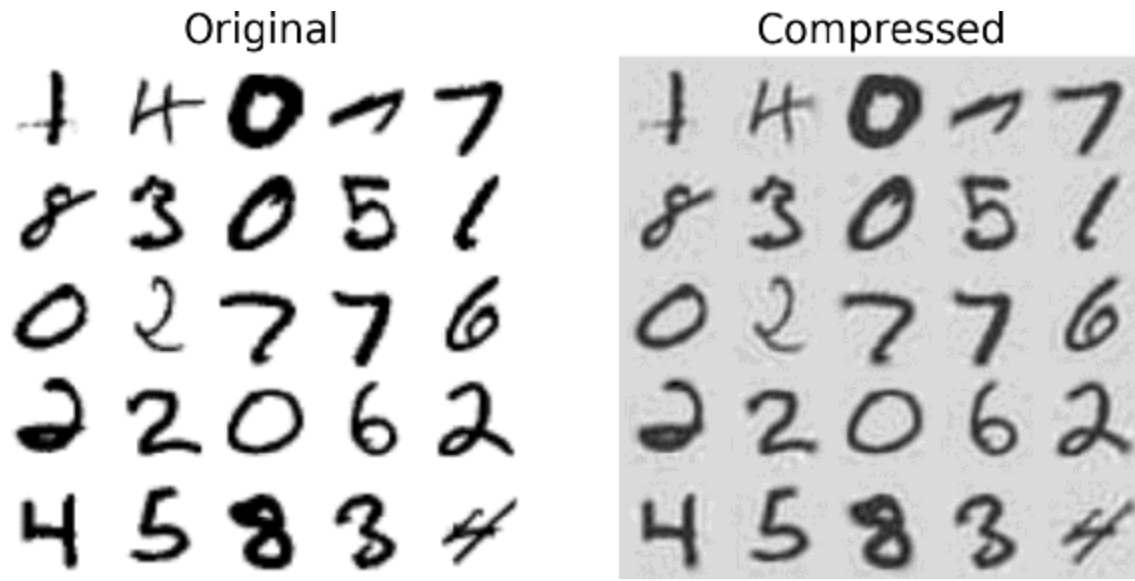 Original Compressed
1 4 0 7 7 1 4 0 7 7
8 3 0 5 1 8 3 0 5 1
0 2 7 7 6 0 2 7 7 6
2 2 0 6 2 2 2 0 6 2
4 5 8 3 4 4 5 8 3 4